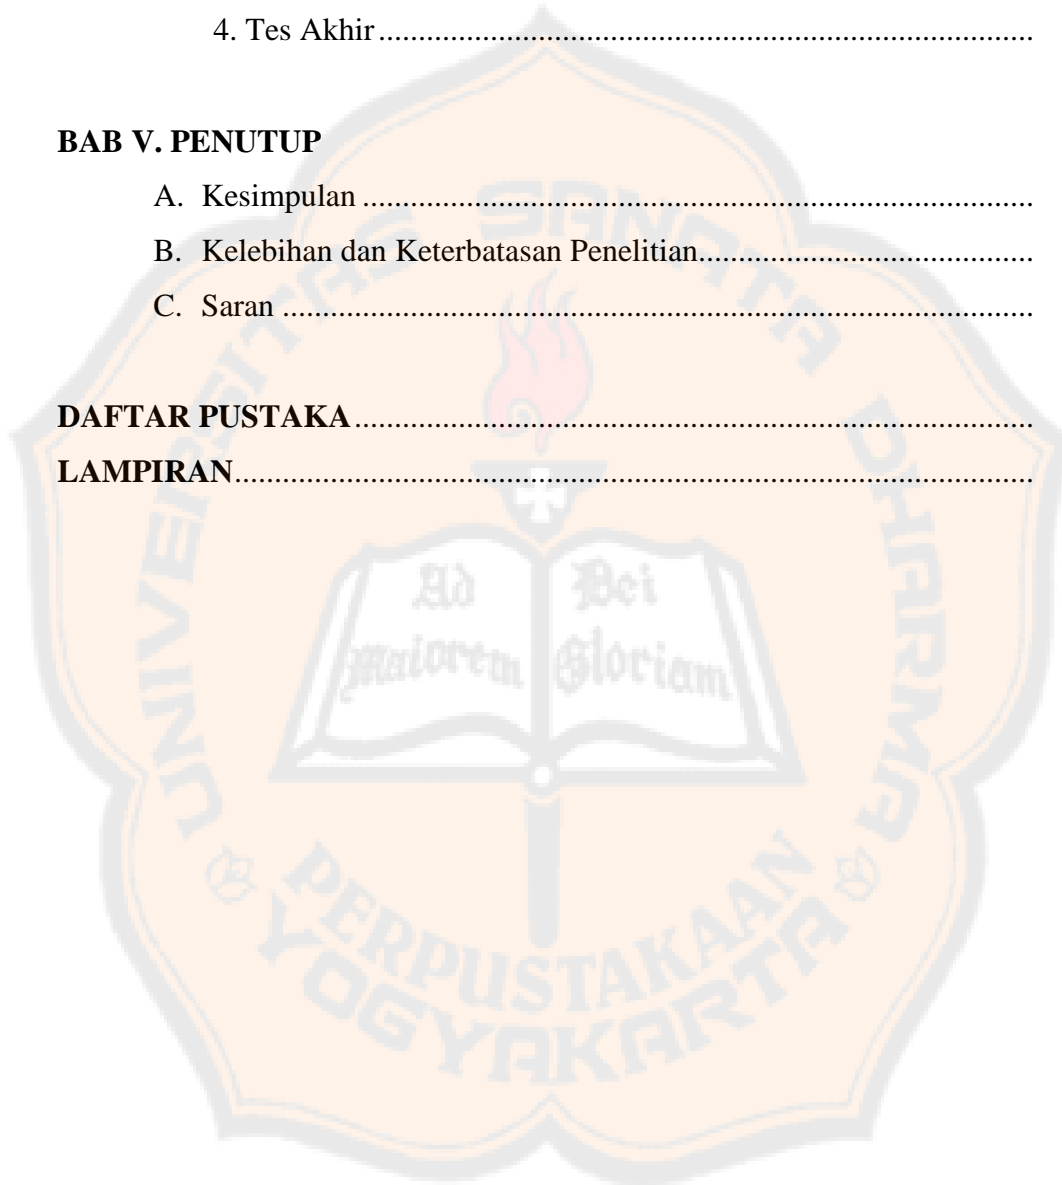 4. Tes Akhir................................................................................
BAB V. PENUTUP
A. Kesimpulan ...................................................................................
B. Kelebihan dan Keterbatasan Penelitian.........................................
C. Saran .............................................................................................
DAFTAR PUSTAKA....................................................................................
LAMPIRAN...................................................................................................
UNIVERSITAS SANATA DHARMA
Ad Dei
Maiorem Gloriam
PERPUSTAKAAN
YOGYAKARTA